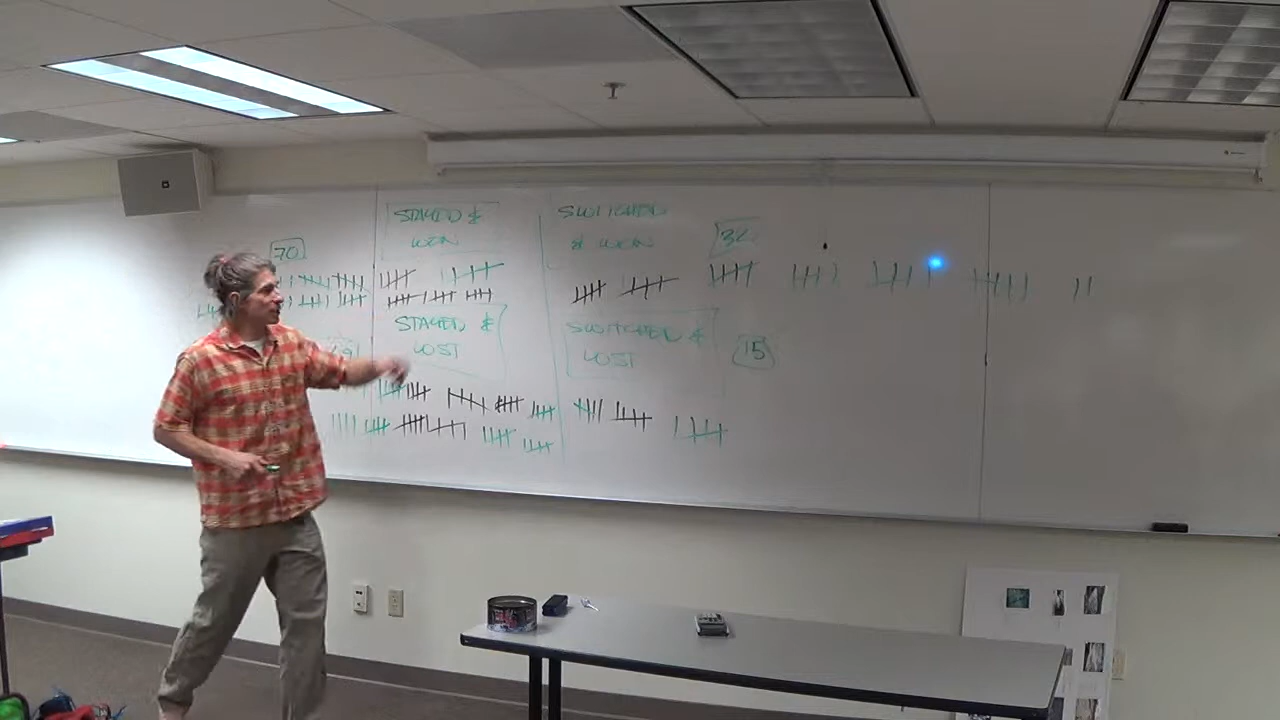 70
STAYED &
WON
SWITCHED
& WON
32
STAYED &
LOST
SWITCHED &
LOST
15